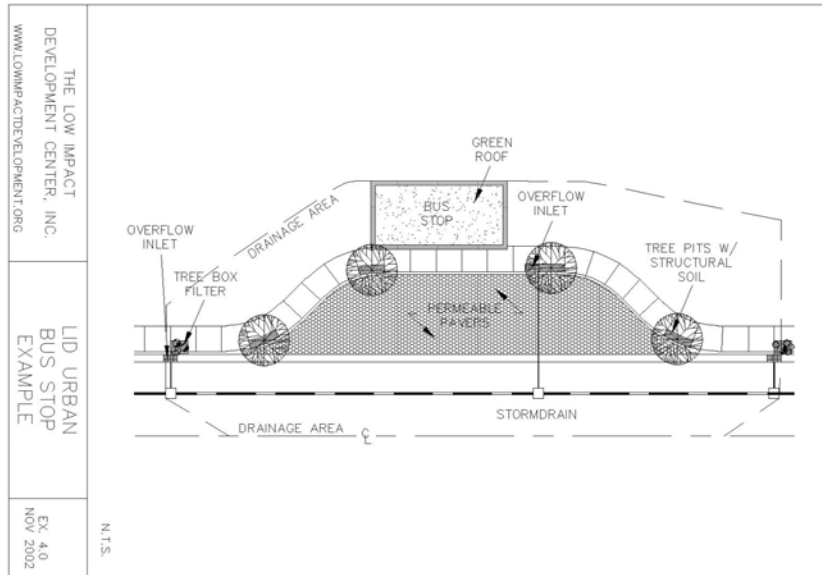 THE LOW IMPACT
DEVELOPMENT CENTER, INC.
WWW.LOWIMPACTDEVELOPMENT.ORG
LID URBAN
BUS STOP
EXAMPLE
EX. 4.0
NOV 2002
N.T.S.
GREEN
ROOF
BUS
STOP
OVERFLOW
INLET
DRAINAGE AREA
OVERFLOW
INLET
TREE BOX
FILTER
TREE PITS W/
STRUCTURAL
SOIL
PERMEABLE
PAVERS
STORMDRAIN
DRAINAGE AREA
℄